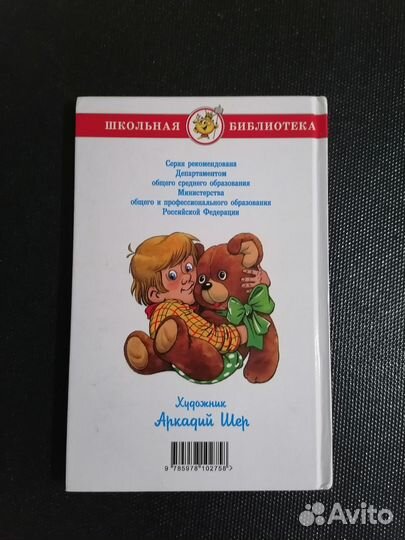 ШКОЛЬНАЯ БИБЛИОТЕКА
Серия рекомендована
Департаментом
общего среднего образования
Министерства
общего и профессионального образования
Российской Федерации
Художник
Аркадий Шер
9 785978 102758 >
Avito